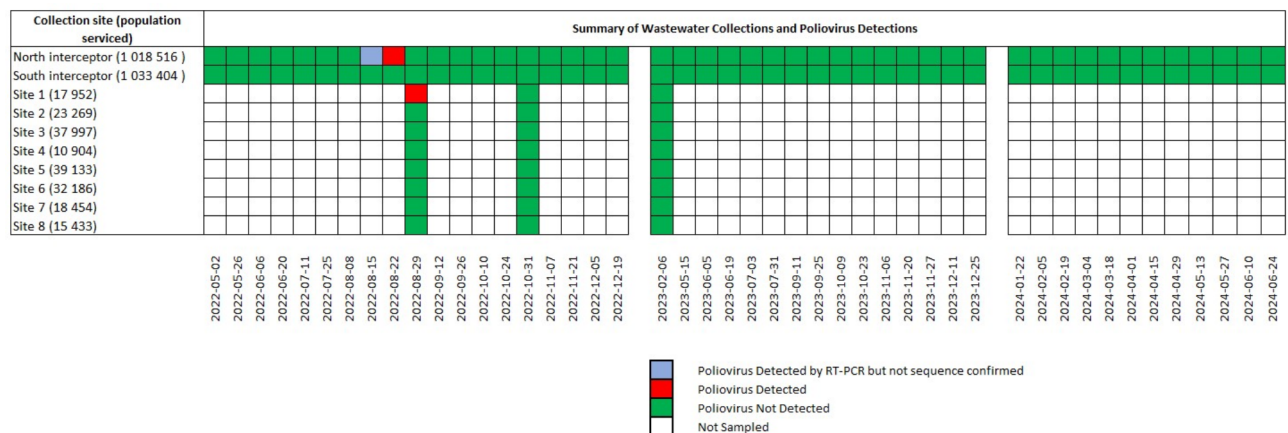 Collection site (population
serviced)
Summary of Wastewater Collections and Poliovirus Detections
North interceptor (1 018 516 )
South interceptor (1 033 404 )
Site 1 (17 952)
Site 2 (23 269)
Site 3 (37 997)
Site 4 (10 904)
Site 5 (39 133)
Site 6 (32 186)
Site 7 (18 454)
Site 8 (15 433)
2022-05-02
2022-05-26
2022-06-06
2022-06-20
2022-07-11
2022-07-25
2022-08-08
2022-08-15
2022-08-22
2022-08-29
2022-09-12
2022-09-26
2022-10-10
2022-10-24
2022-10-31
2022-11-07
2022-11-21
2022-12-05
2022-12-19
2023-02-06
2023-05-15
2023-06-05
2023-06-19
2023-07-03
2023-07-31
2023-09-11
2023-09-25
2023-10-09
2023-10-23
2023-11-06
2023-11-20
2023-11-27
2023-12-11
2023-12-25
2024-01-22
2024-02-05
2024-02-19
2024-03-04
2024-03-18
2024-04-01
2024-04-15
2024-04-29
2024-05-13
2024-05-27
2024-06-10
2024-06-24
Poliovirus Detected by RT-PCR but not sequence confirmed
Poliovirus Detected
Poliovirus Not Detected
Not Sampled